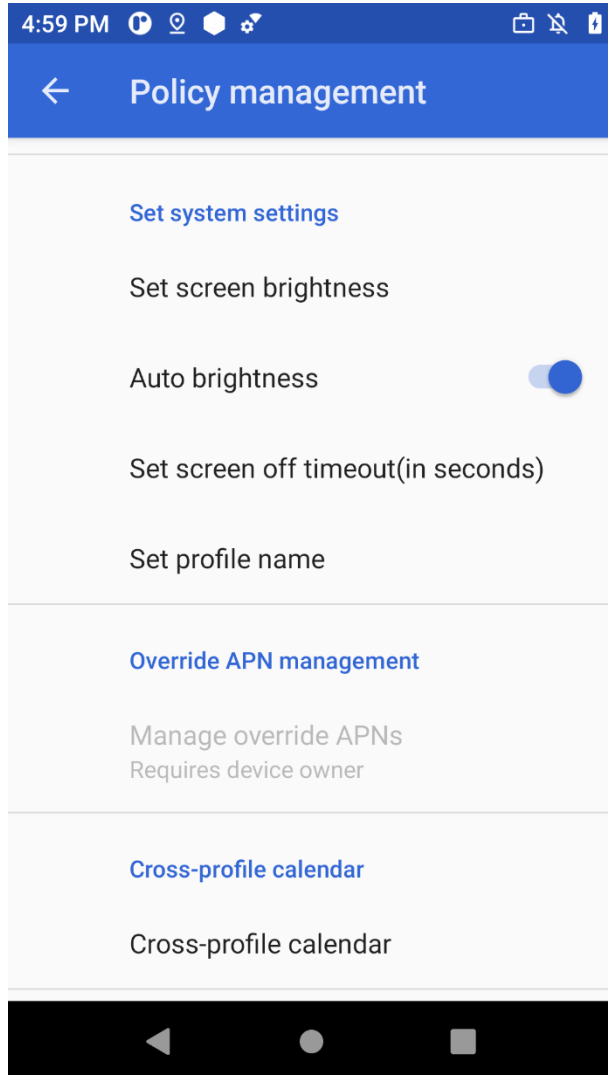 4:59 PM
Policy management
Set system settings
Set screen brightness
Auto brightness
Set screen off timeout(in seconds)
Set profile name
Override APN management
Manage override APNs
Requires device owner
Cross-profile calendar
Cross-profile calendar